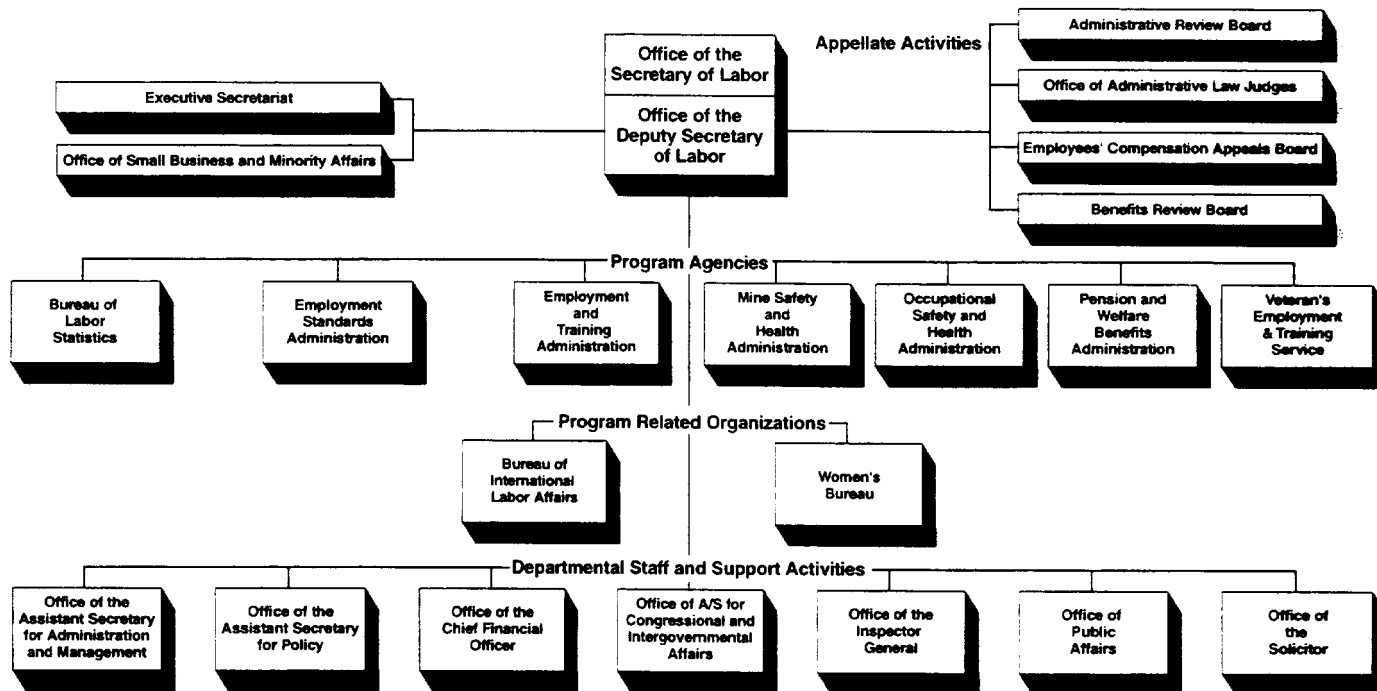 Office of the
Secretary of Labor
Office of the
Deputy Secretary
of Labor
Executive Secretariat
Office of Small Business and Minority Affairs
Appellate Activities
Administrative Review Board
Office of Administrative Law Judges
Employees' Compensation Appeals Board
Benefits Review Board
Program Agencies
Bureau of
Labor
Statistics
Employment
Standards
Administration
Employment
and
Training
Administration
Mine Safety
and
Health
Administration
Occupational
Safety and
Health
Administration
Pension and
Welfare
Benefits
Administration
Veteran's
Employment
& Training
Service
Program Related Organizations
Bureau of
International
Labor Affairs
Women's
Bureau
Departmental Staff and Support Activities
Office of the
Assistant Secretary
for Administration
and Management
Office of the
Assistant Secretary
for Policy
Office of the
Chief Financial
Officer
Office of A/S for
Congressional and
Intergovernmental
Affairs
Office of the
Inspector
General
Office of
Public
Affairs
Office of
the
Solicitor